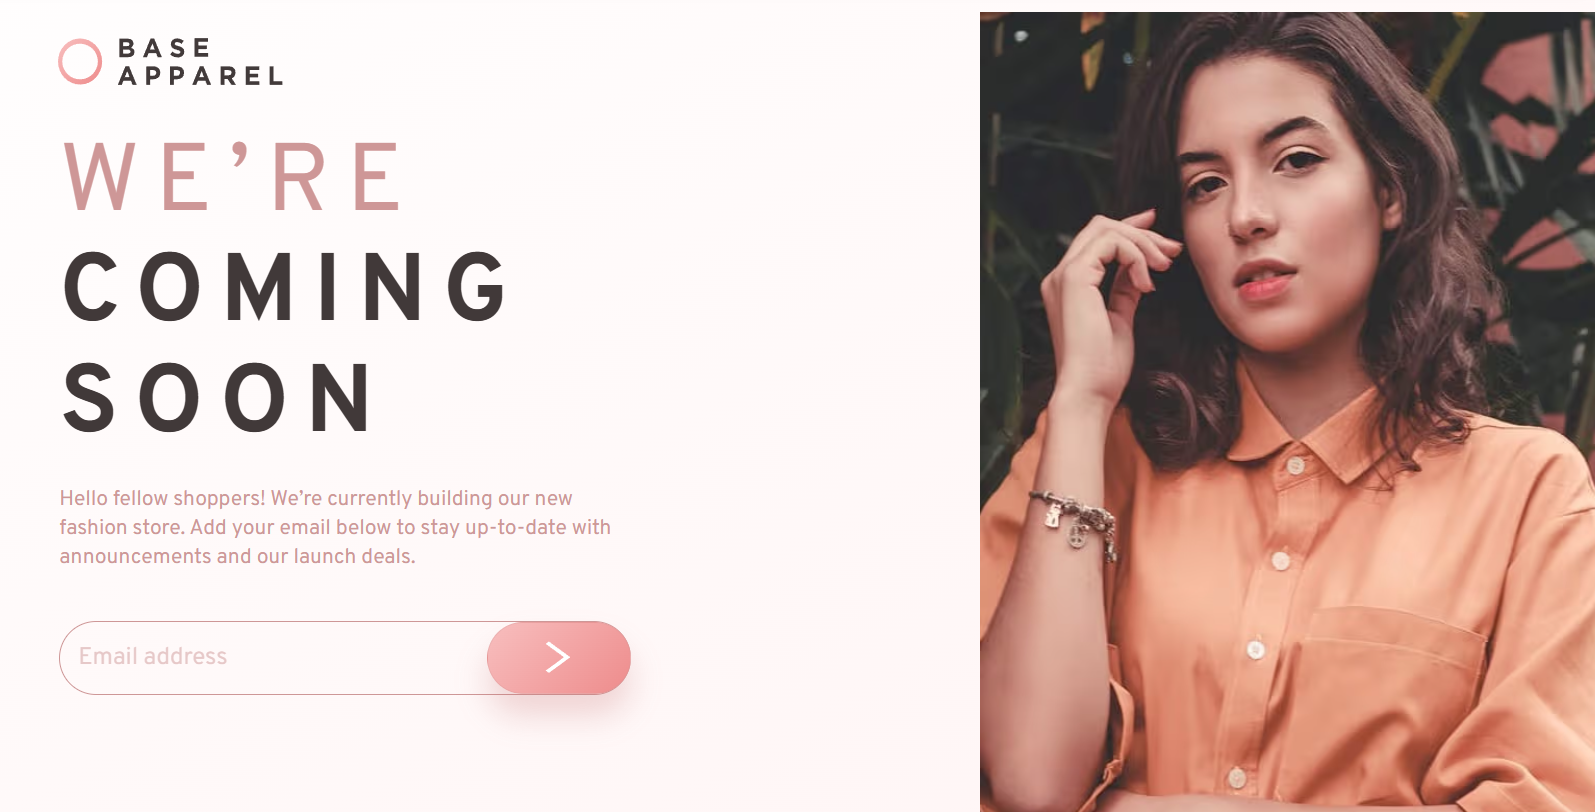 BASE
APPAREL
WE’RE
COMING
SOON
Hello fellow shoppers! We’re currently building our new
fashion store. Add your email below to stay up-to-date with
announcements and our launch deals.
Email address